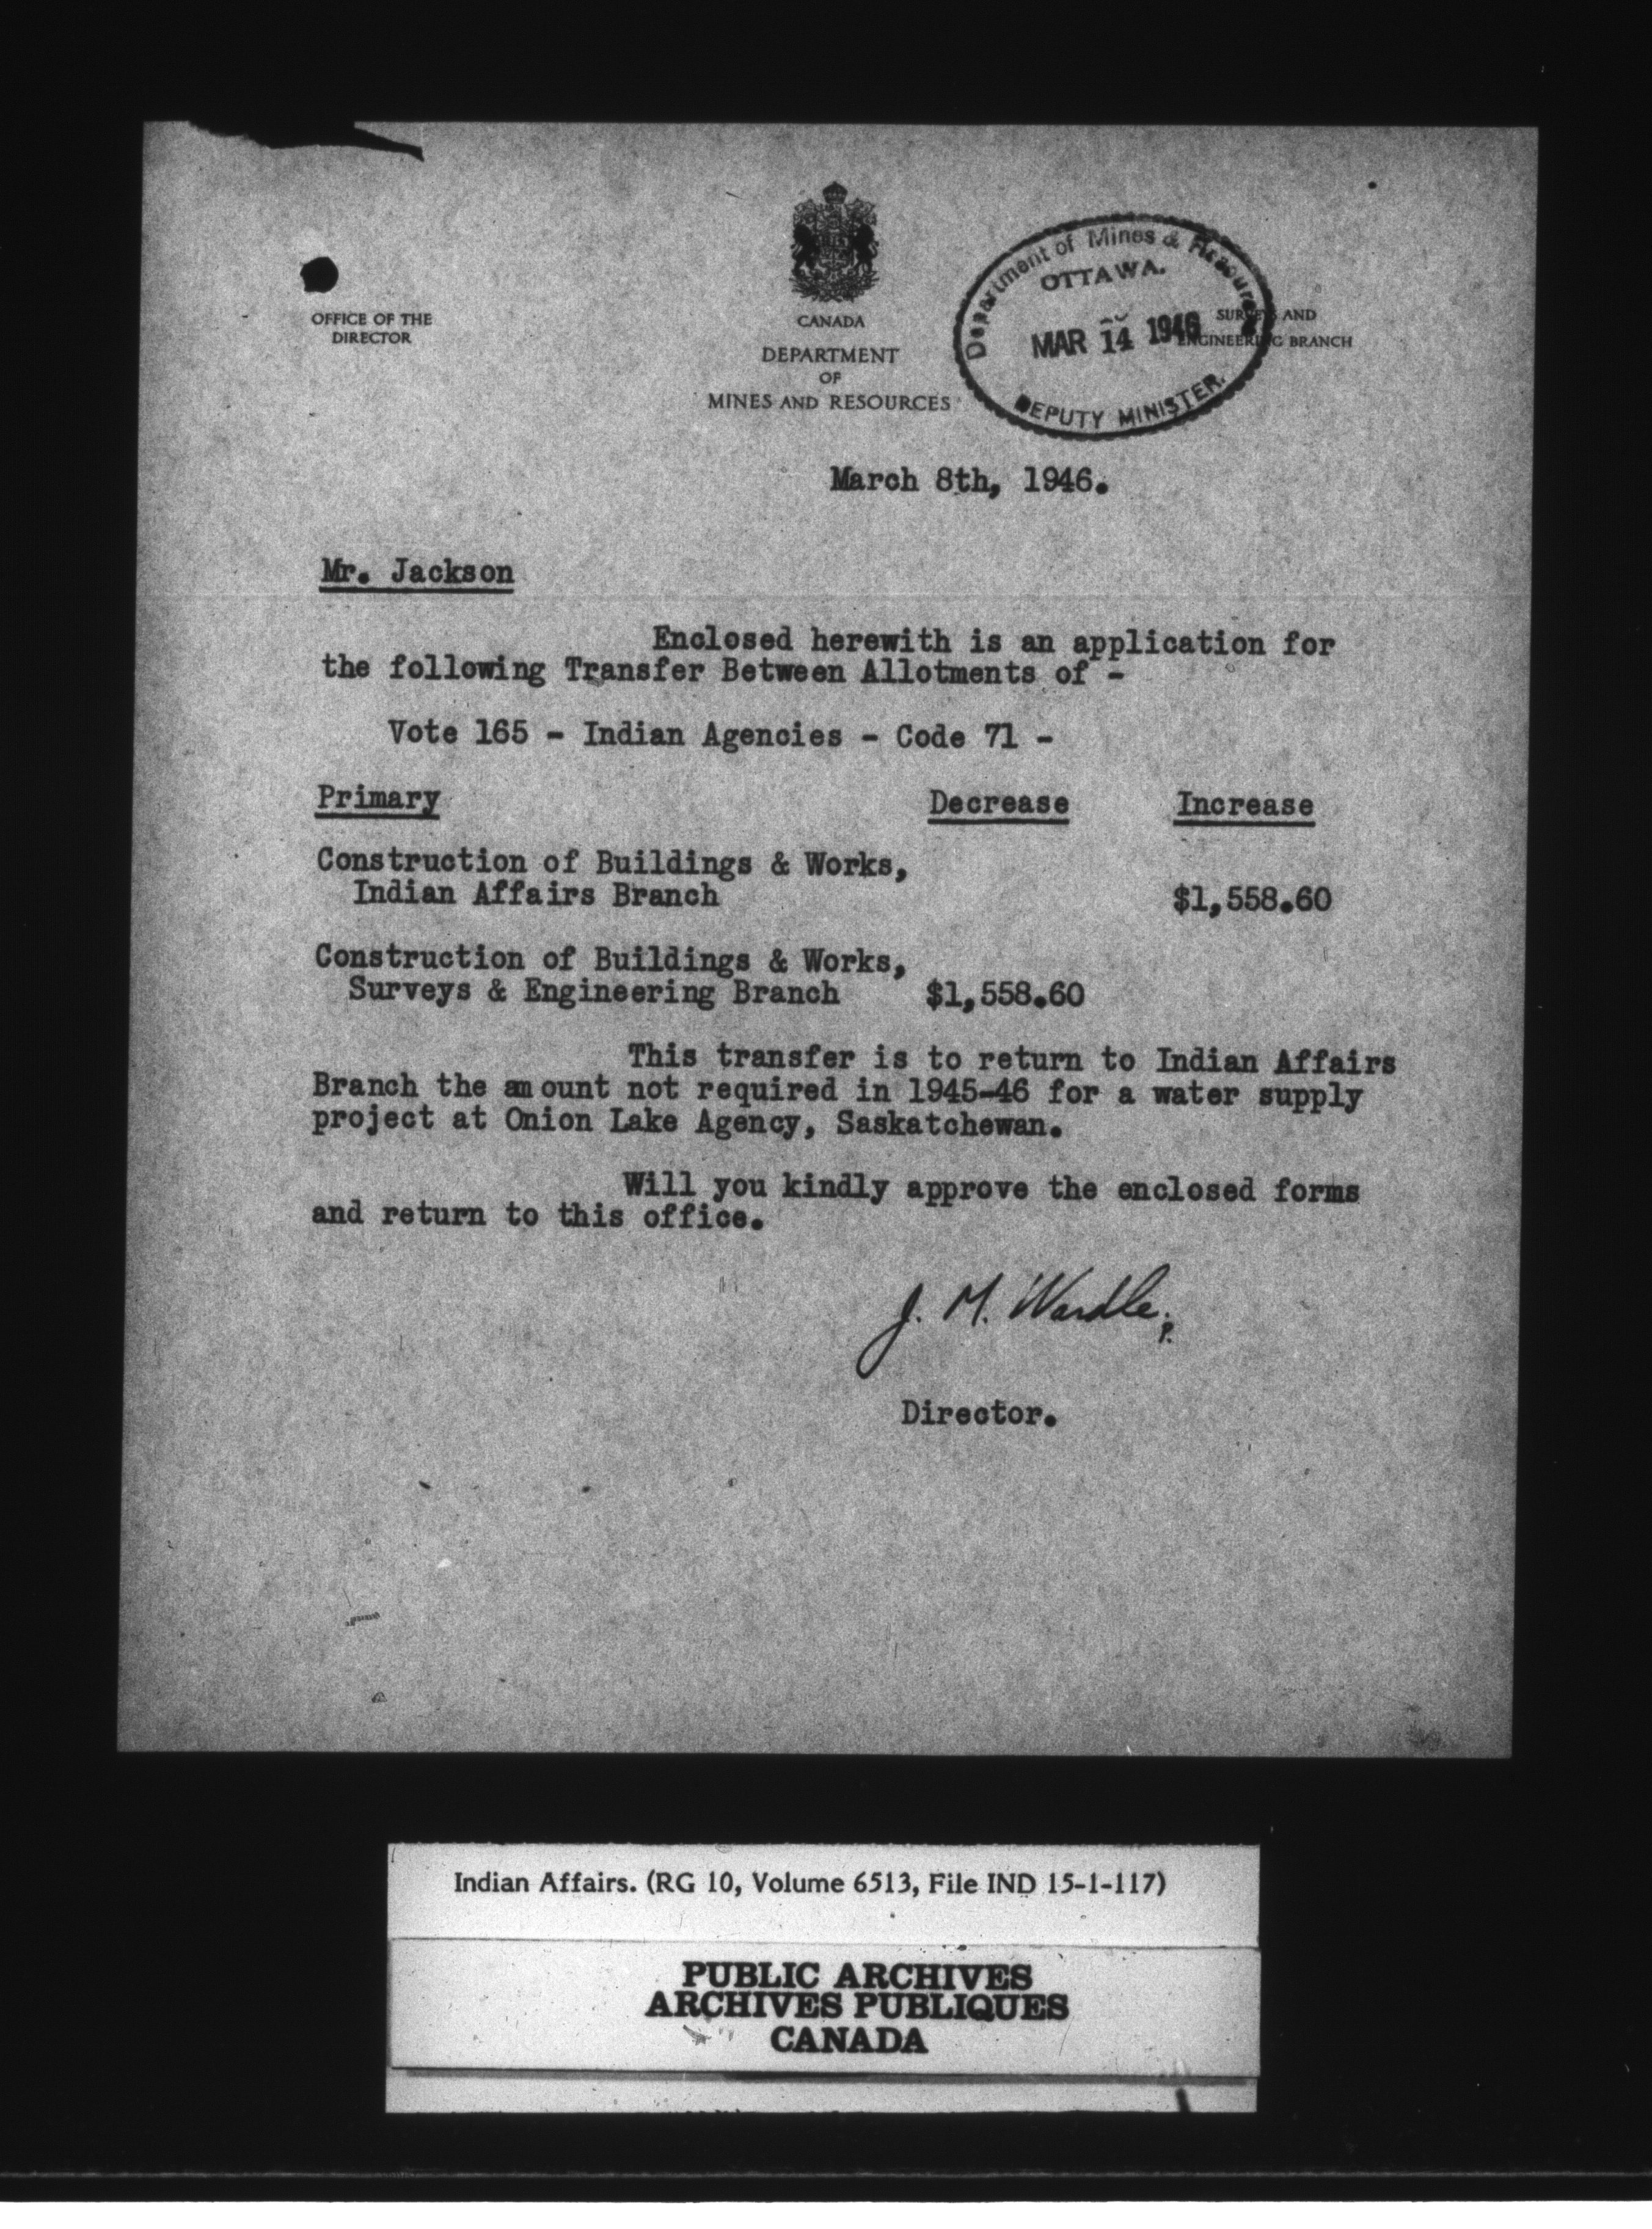 OFFICE OF THE
DIRECTOR
CANADA
DEPARTMENT
OF
MINES AND RESOURCES
SURVEYS AND
ENGINEERING BRANCH
Department of Mines & Resources
OTTAWA.
MAR 14 1946
DEPUTY MINISTER.
March 8th, 1946.
Mr. Jackson
Enclosed herewith is an application for
the following Transfer Between Allotments of -
Vote 165 - Indian Agencies - Code 71 -
Primary Decrease Increase
Construction of Buildings & Works,
Indian Affairs Branch $1,558.60
Construction of Buildings & Works,
Surveys & Engineering Branch $1,558.60
This transfer is to return to Indian Affairs
Branch the am ount not required in 1945-46 for a water supply
project at Onion Lake Agency, Saskatchewan.
Will you kindly approve the enclosed forms
and return to this office.
J. M. Wardle.
P.
Director.
Indian Affairs. (RG 10, Volume 6513, File IND 15-1-117)
PUBLIC ARCHIVES
ARCHIVES PUBLIQUES
CANADA